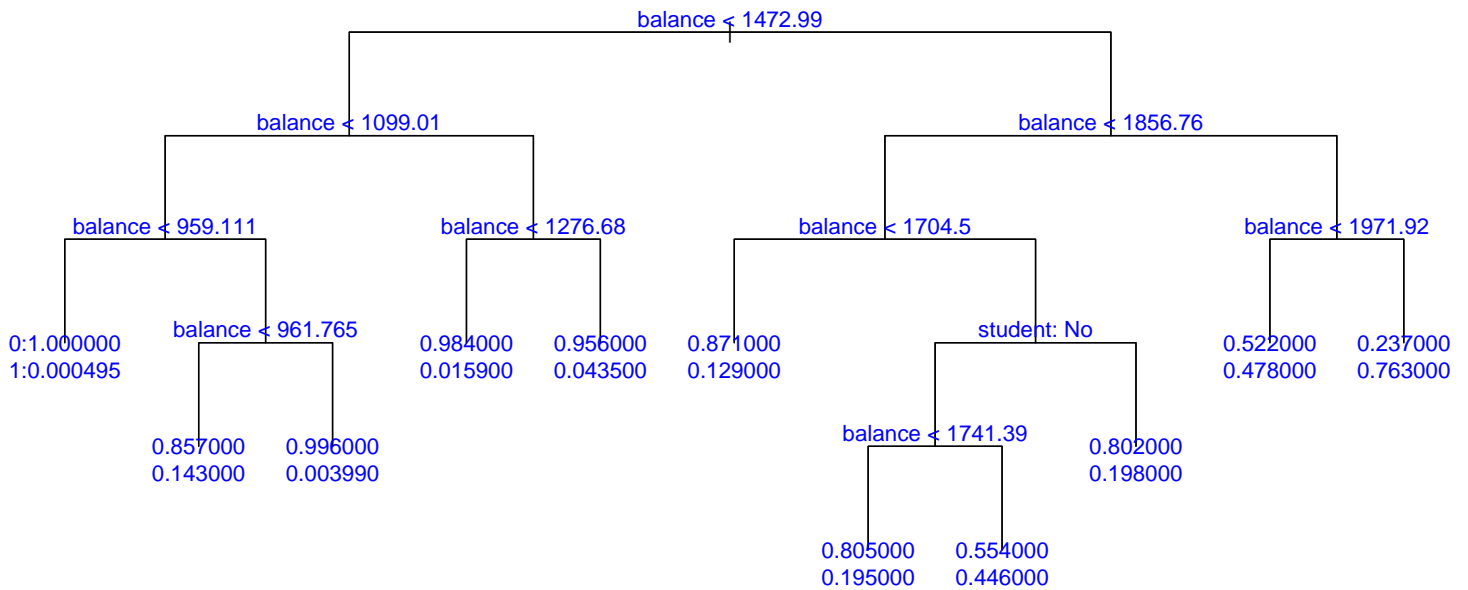 balance < 1472.99
balance < 1099.01
balance < 1856.76
balance < 959.111
balance < 1276.68
balance < 1704.5
balance < 1971.92
0:1.000000
1:0.000495
balance < 961.765
0.984000
0.015900
0.956000
0.043500
0.871000
0.129000
student: No
0.522000
0.478000
0.237000
0.763000
0.857000
0.143000
0.996000
0.003990
balance < 1741.39
0.802000
0.198000
0.805000
0.195000
0.554000
0.446000